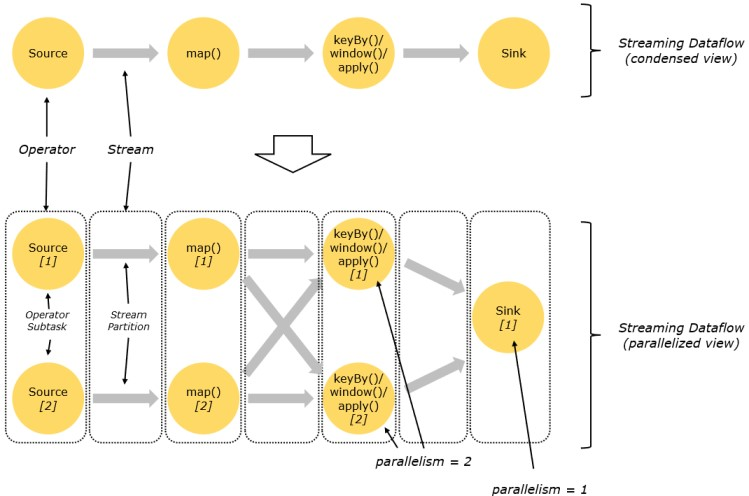 Source
map()
keyBy()/
window()/
apply()
Sink
Streaming Dataflow
(condensed view)
Operator
Stream
Source
[1]
map()
[1]
keyBy()/
window()/
apply()
[1]
Operator
Subtask
Stream
Partition
Sink
[1]
Streaming Dataflow
(parallelized view)
Source
[2]
map()
[2]
keyBy()/
window()/
apply()
[2]
parallelism = 2
parallelism = 1